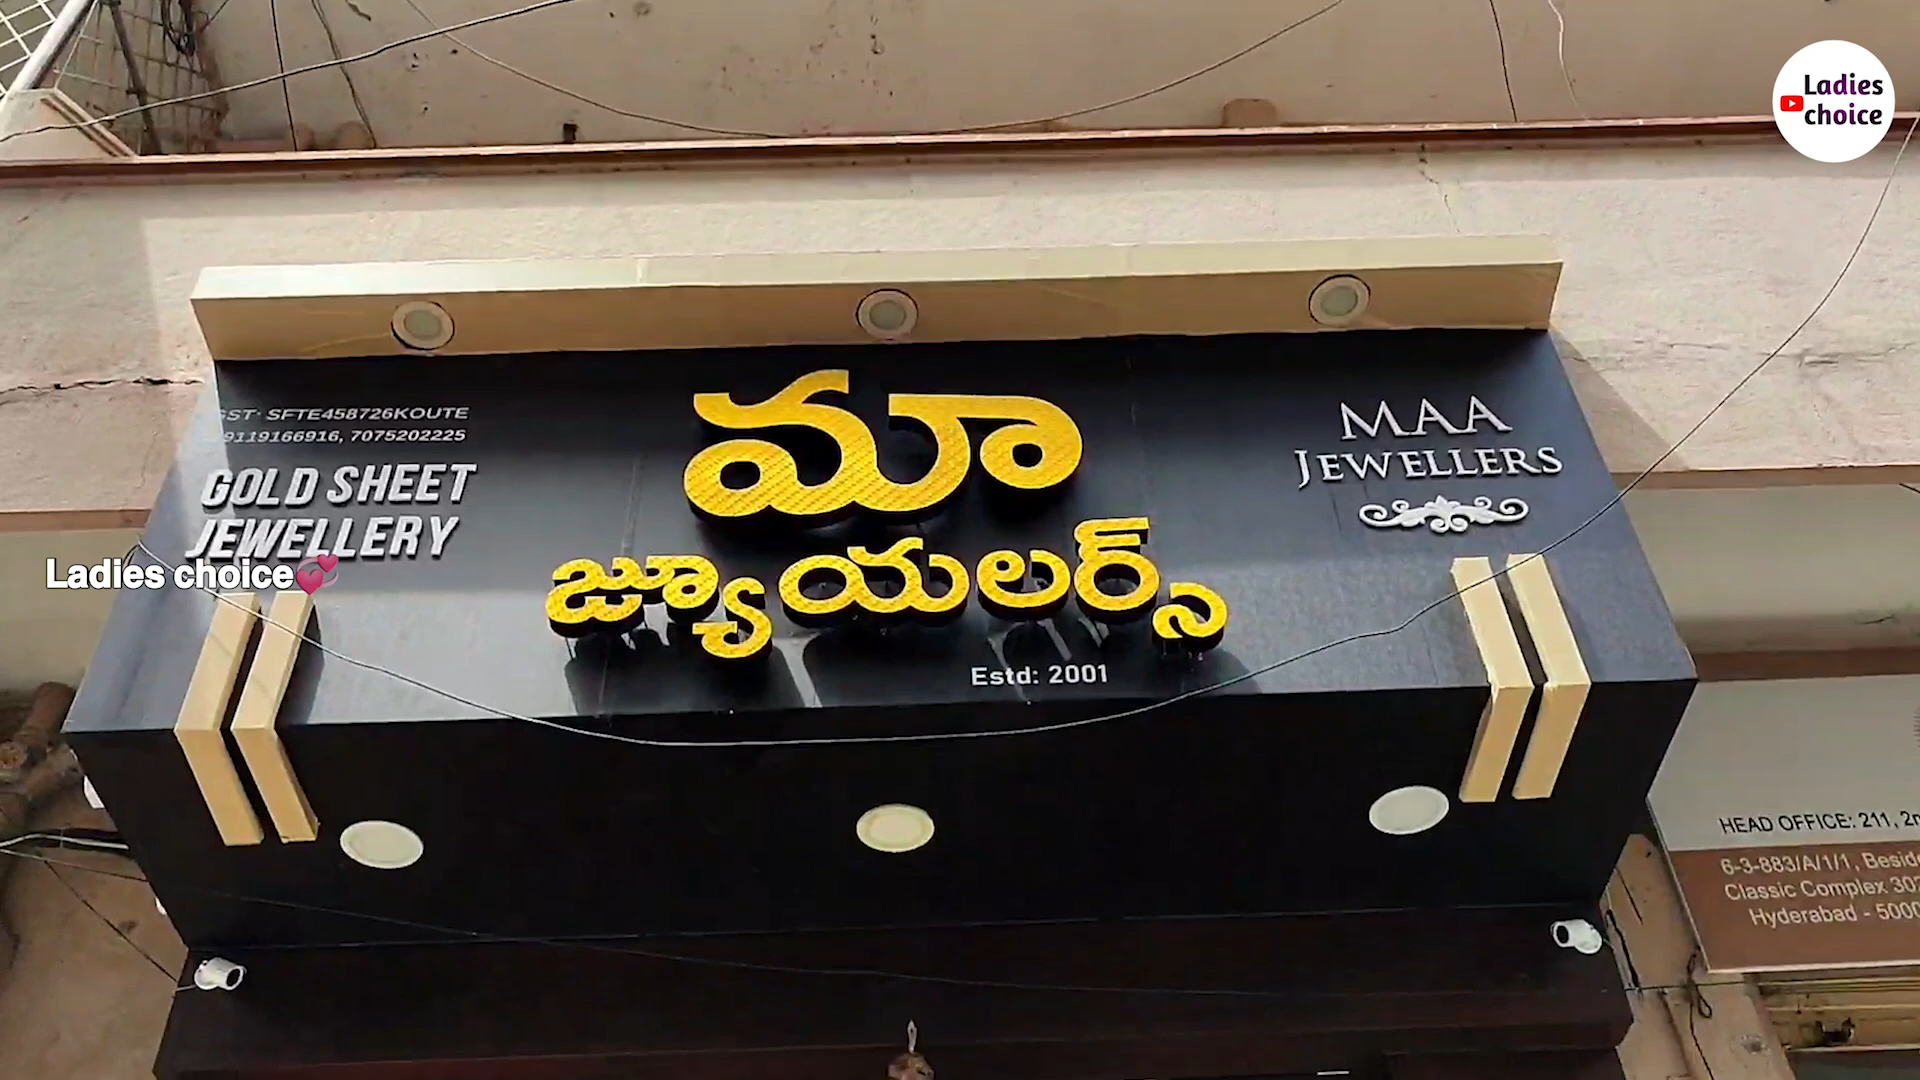 Ladies
choice
GST: SFTE458726KOUTE
9119166916, 7075202225
GOLD SHEET
JEWELLERY
Ladies choice💞
మా
జ్యూయలర్స్
Estd: 2001
MAA
JEWELLERS
HEAD OFFICE: 211,
6-3-883/A/1/1, Beside
Classic Complex
Hyderabad -